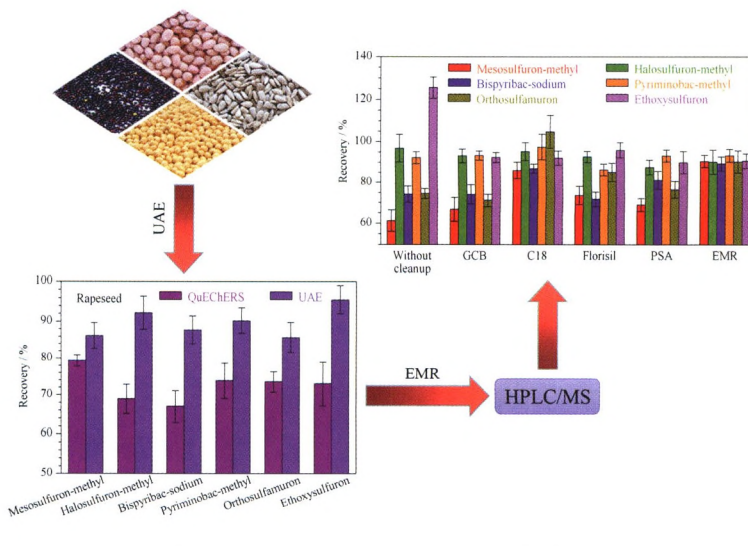 140
120
100
80
60
Recovery / %
Mesosulfuron-methyl
Bispyribac-sodium
Orthosulfamuron
Halosulfuron-methyl
Pyriminobac-methyl
Ethoxysulfuron
Without
cleanup
GCB
C18
Florisil
PSA
EMR
UAE
100
90
80
70
60
50
Recovery / %
Rapeseed
QuEChERS
UAE
Mesosulfuron-methyl
Halosulfuron-methyl
Bispyribac-sodium
Pyriminobac-methyl
Orthosulfamuron
Ethoxysulfuron
EMR
HPLC/MS